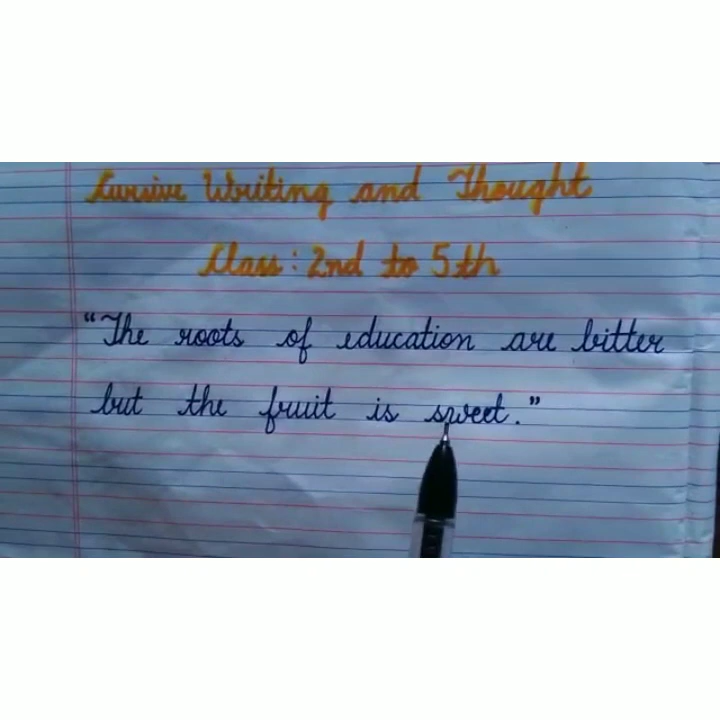 Cursive Writing and Thought
Class: 2nd to 5th
“The roots of education are bitter
but the fruit is sweet.”